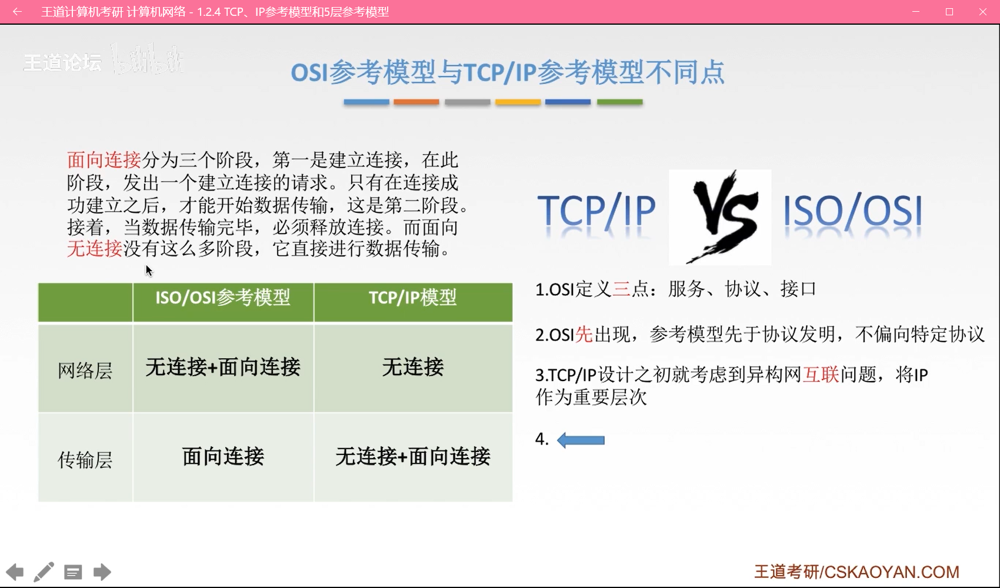 王道计算机考研 计算机网络 - 1.2.4 TCP、IP参考模型和5层参考模型
王道论坛 bilibili
OSI参考模型与TCP/IP参考模型不同点
面向连接分为三个阶段，第一是建立连接，在此
阶段，发出一个建立连接的请求。只有在连接成
功建立之后，才能开始数据传输，这是第二阶段。
接着，当数据传输完毕，必须释放连接。而面向
无连接没有这么多阶段，它直接进行数据传输。
TCP/IP VS ISO/OSI
ISO/OSI参考模型 TCP/IP模型
网络层 无连接+面向连接 无连接
传输层 面向连接 无连接+面向连接
1.OSI定义三点：服务、协议、接口
2.OSI先出现，参考模型先于协议发明，不偏向特定协议
3.TCP/IP设计之初就考虑到异构网互联问题，将IP
作为重要层次
4.
王道考研/CSKAOYAN.COM